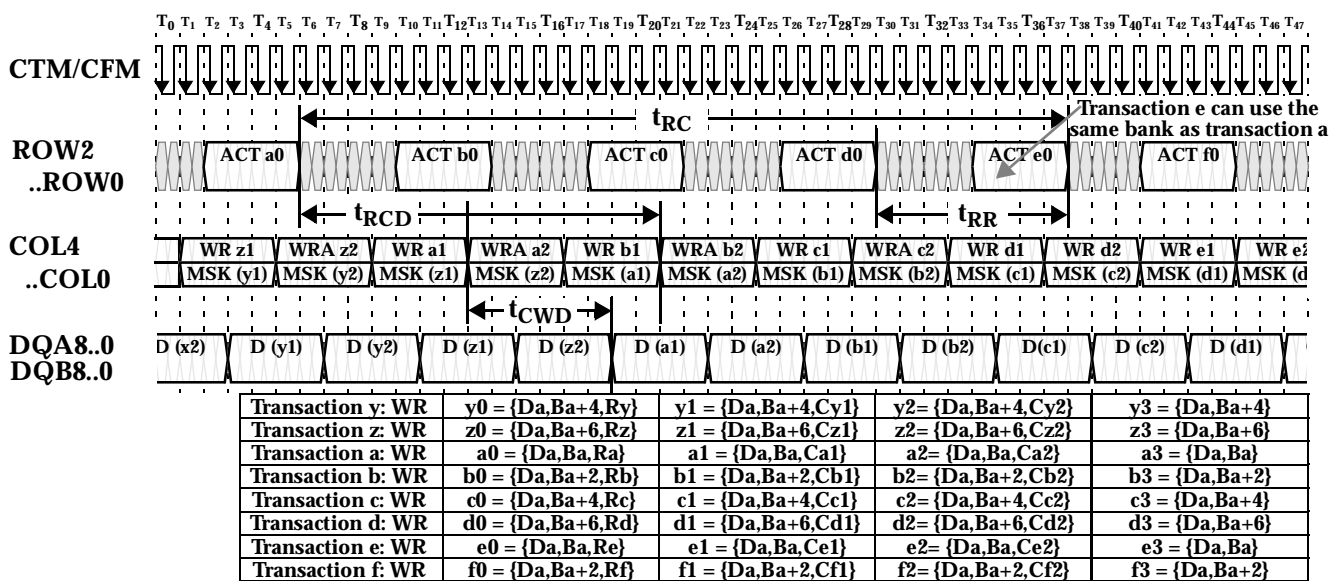 T0 T1 T2 T3 T4 T5 T6 T7 T8 T9 T10 T11 T12 T13 T14 T15 T16 T17 T18 T19 T20 T21 T22 T23 T24 T25 T26 T27 T28 T29 T30 T31 T32 T33 T34 T35 T36 T37 T38 T39 T40 T41 T42 T43 T44 T45 T46 T47
CTM/CFM
Transaction e can use the
same bank as transaction a
tRC
ROW2
..ROW0
ACT a0 ACT b0 ACT c0 ACT d0 ACT e0 ACT f0
tRCD tRR
COL4
..COL0
WR z1 WRA z2 WR a1 WRA a2 WR b1 WRA b2 WR c1 WRA c2 WR d1 WR d2 WR e1 WR e2
MSK (y1) MSK (y2) MSK (z1) MSK (z2) MSK (a1) MSK (a2) MSK (b1) MSK (b2) MSK (c1) MSK (c2) MSK (d1) MSK (d
tCWD
DQA8..0
DQB8..0
D (x2) D (y1) D (y2) D (z1) D (z2) D (a1) D (a2) D (b1) D (b2) D(c1) D (c2) D (d1)
Transaction y: WR y0 = {Da,Ba+4,Ry} y1 = {Da,Ba+4,Cy1} y2= {Da,Ba+4,Cy2} y3 = {Da,Ba+4}
Transaction z: WR z0 = {Da,Ba+6,Rz} z1 = {Da,Ba+6,Cz1} z2= {Da,Ba+6,Cz2} z3 = {Da,Ba+6}
Transaction a: WR a0 = {Da,Ba,Ra} a1 = {Da,Ba,Ca1} a2= {Da,Ba,Ca2} a3 = {Da,Ba}
Transaction b: WR b0 = {Da,Ba+2,Rb} b1 = {Da,Ba+2,Cb1} b2= {Da,Ba+2,Cb2} b3 = {Da,Ba+2}
Transaction c: WR c0 = {Da,Ba+4,Rc} c1 = {Da,Ba+4,Cc1} c2= {Da,Ba+4,Cc2} c3 = {Da,Ba+4}
Transaction d: WR d0 = {Da,Ba+6,Rd} d1 = {Da,Ba+6,Cd1} d2= {Da,Ba+6,Cd2} d3 = {Da,Ba+6}
Transaction e: WR e0 = {Da,Ba,Re} e1 = {Da,Ba,Ce1} e2= {Da,Ba,Ce2} e3 = {Da,Ba}
Transaction f: WR f0 = {Da,Ba+2,Rf} f1 = {Da,Ba+2,Cf1} f2= {Da,Ba+2,Cf2} f3 = {Da,Ba+2}